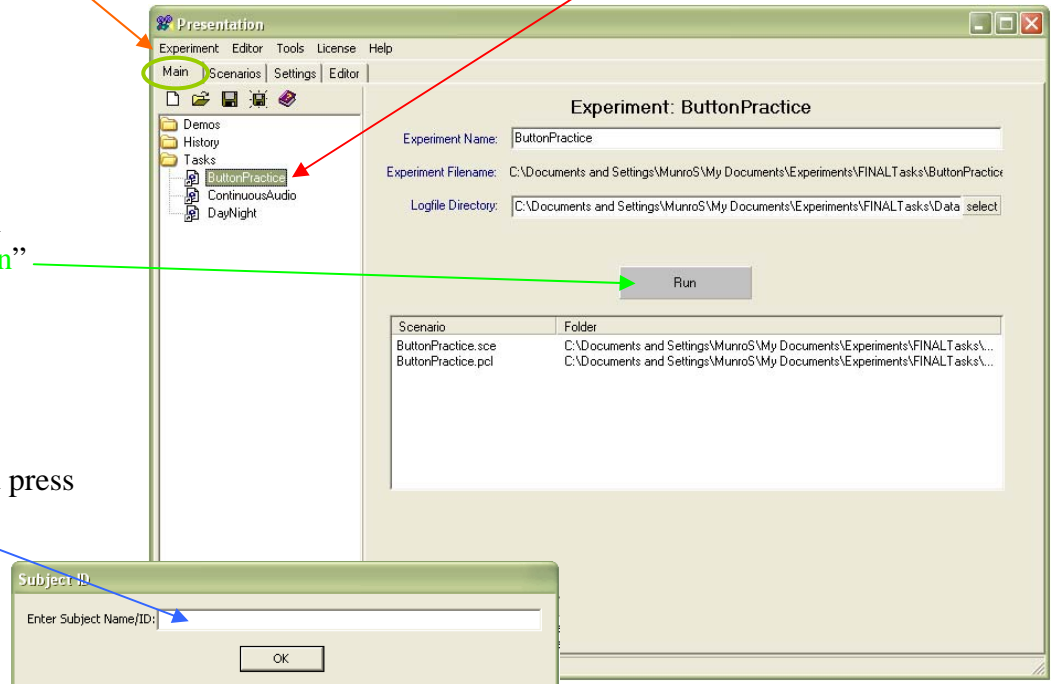 Presentation
Experiment Editor Tools License Help
Main Scenarios Settings Editor
Demos
History
Tasks
ButtonPractice
ContinuousAudio
DayNight
Experiment: ButtonPractice
Experiment Name: ButtonPractice
Experiment Filename: C:\Documents and Settings\MunroS\My Documents\Experiments\FINALTasks\ButtonPractice
Logfile Directory: C:\Documents and Settings\MunroS\My Documents\Experiments\FINALTasks\Data select
n”
Run
Scenario Folder
ButtonPractice.sce C:\Documents and Settings\MunroS\My Documents\Experiments\FINALTasks\...
ButtonPractice.pcl C:\Documents and Settings\MunroS\My Documents\Experiments\FINALTasks\...
press
Subject ID
Enter Subject Name/ID:
OK